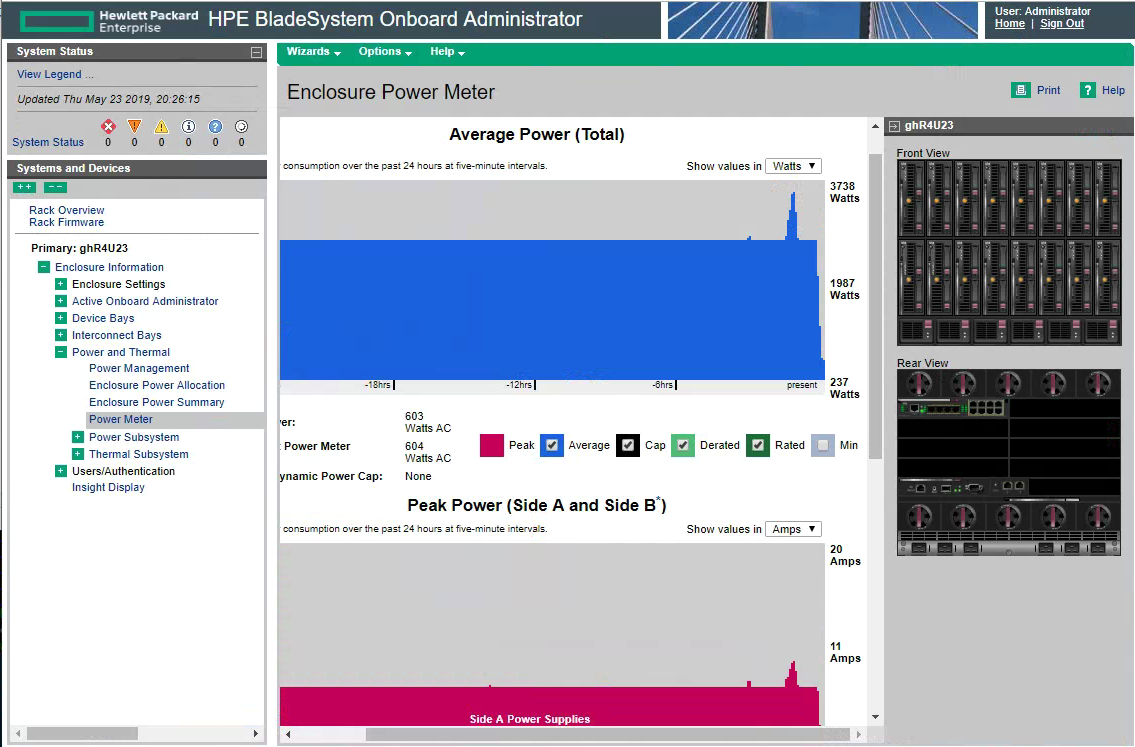 Hewlett Packard
Enterprise
HPE BladeSystem Onboard Administrator
User: Administrator
Home | Sign Out
System Status
View Legend ...
Updated Thu May 23 2019, 20:26:15
System Status 0 0 0 0 0 0
Systems and Devices
Rack Overview
Rack Firmware
Primary: ghR4U23
Enclosure Information
Enclosure Settings
Active Onboard Administrator
Device Bays
Interconnect Bays
Power and Thermal
Power Management
Enclosure Power Allocation
Enclosure Power Summary
Power Meter
Power Subsystem
Thermal Subsystem
Users/Authentication
Insight Display
Wizards Options Help
Enclosure Power Meter
Print ? Help
Average Power (Total)
consumption over the past 24 hours at five-minute intervals.
Show values in Watts
3738
Watts
1987
Watts
237
Watts
-18hrs -12hrs -6hrs present
er:
603
Watts AC
Power Meter
604
Watts AC
ynamic Power Cap: None
Peak Average Cap Derated Rated Min
Peak Power (Side A and Side B*)
consumption over the past 24 hours at five-minute intervals.
Show values in Amps
20
Amps
11
Amps
Side A Power Supplies
ghR4U23
Front View
Rear View